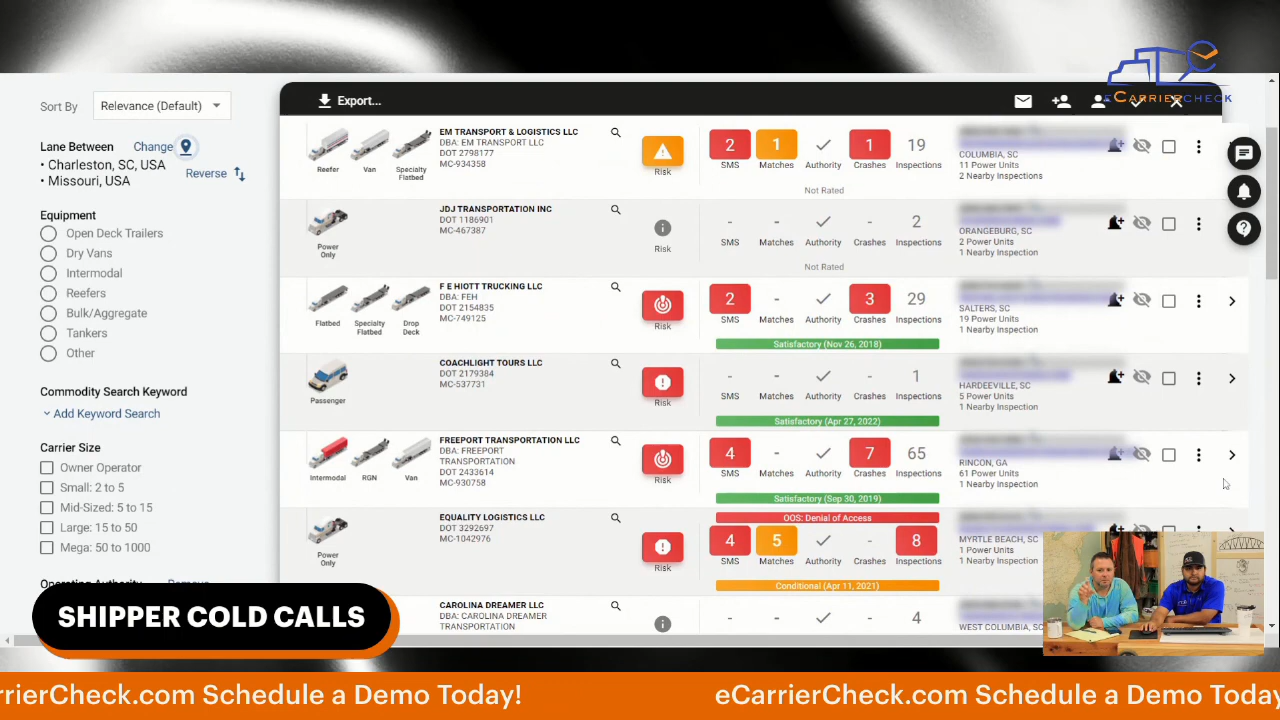 Export...
eCARRIERCHECK
Sort By
Relevance (Default)
Lane Between
Change
• Charleston, SC, USA
• Missouri, USA
Reverse
Equipment
Open Deck Trailers
Dry Vans
Intermodal
Reefers
Bulk/Aggregate
Tankers
Other
Commodity Search Keyword
Add Keyword Search
Carrier Size
Owner Operator
Small: 2 to 5
Mid-Sized: 5 to 15
Large: 15 to 50
Mega: 50 to 1000
Operating Authority
Remove
Reefer
Van
Specialty
Flatbed
EM TRANSPORT & LOGISTICS LLC
DBA: EM TRANSPORT LLC
DOT 2798177
MC-934358
Risk
2 1 1 19
SMS Matches Authority Crashes Inspections
Not Rated
COLUMBIA, SC
11 Power Units
2 Nearby Inspections
Power
Only
JDJ TRANSPORTATION INC
DOT 1186901
MC-467387
Risk
- - - 2
SMS Matches Authority Crashes Inspections
Not Rated
ORANGEBURG, SC
2 Power Units
1 Nearby Inspection
Flatbed
Specialty
Flatbed
Drop
Deck
F E HIOTT TRUCKING LLC
DBA: FEH
DOT 2154835
MC-749125
Risk
2 - 3 29
SMS Matches Authority Crashes Inspections
Satisfactory (Nov 26, 2018)
SALTERS, SC
19 Power Units
1 Nearby Inspection
Passenger
COACHLIGHT TOURS LLC
DOT 2179384
MC-537731
Risk
- - - 1
SMS Matches Authority Crashes Inspections
Satisfactory (Apr 27, 2022)
HARDEEVILLE, SC
5 Power Units
1 Nearby Inspection
Intermodal
RGN
Van
FREEPORT TRANSPORTATION LLC
DBA: FREEPORT
TRANSPORTATION
DOT 2433614
MC-930758
Risk
4 - 7 65
SMS Matches Authority Crashes Inspections
Satisfactory (Sep 30, 2019)
RINCON, GA
61 Power Units
1 Nearby Inspection
Power
Only
EQUALITY LOGISTICS LLC
DOT 3292697
MC-1042976
Risk
OOS: Denial of Access
4 5 - 8
SMS Matches Authority Crashes Inspections
Conditional (Apr 11, 2021)
MYRTLE BEACH, SC
1 Power Units
1 Nearby Inspection
CAROLINA DREAMER LLC
DBA: CAROLINA DREAMER
TRANSPORTATION
- - - 4
WEST COLUMBIA, SC
SHIPPER COLD CALLS
rrierCheck.com Schedule a Demo Today!
eCarrierCheck.com Schedule a Demo Today